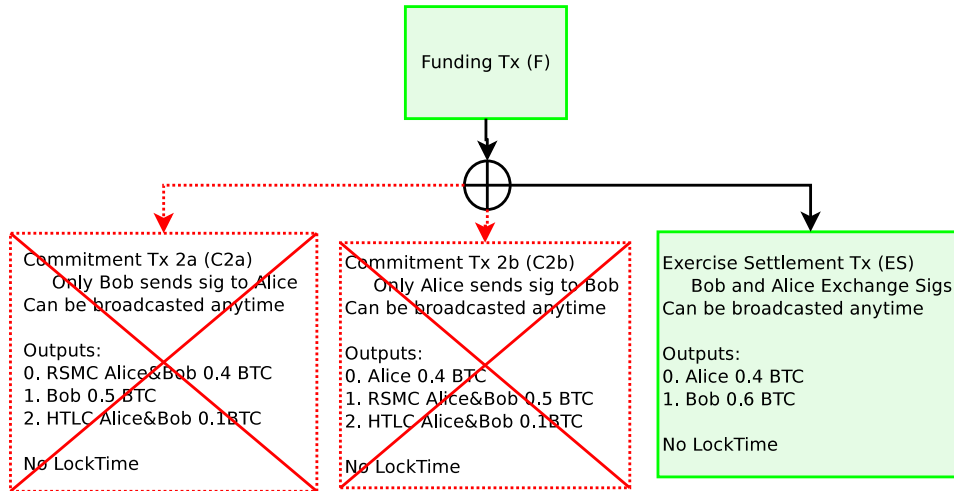 Funding Tx (F)
Commitment Tx 2a (C2a)
Only Bob sends sig to Alice
Can be broadcasted anytime
Outputs:
0. RSMC Alice&Bob 0.4 BTC
1. Bob 0.5 BTC
2. HTLC Alice&Bob 0.1BTC
No LockTime
Commitment Tx 2b (C2b)
Only Alice sends sig to Bob
Can be broadcasted anytime
Outputs:
0. Alice 0.4 BTC
1. RSMC Alice&Bob 0.5 BTC
2. HTLC Alice&Bob 0.1BTC
No LockTime
Exercise Settlement Tx (ES)
Bob and Alice Exchange Sigs
Can be broadcasted anytime
Outputs:
0. Alice 0.4 BTC
1. Bob 0.6 BTC
No LockTime